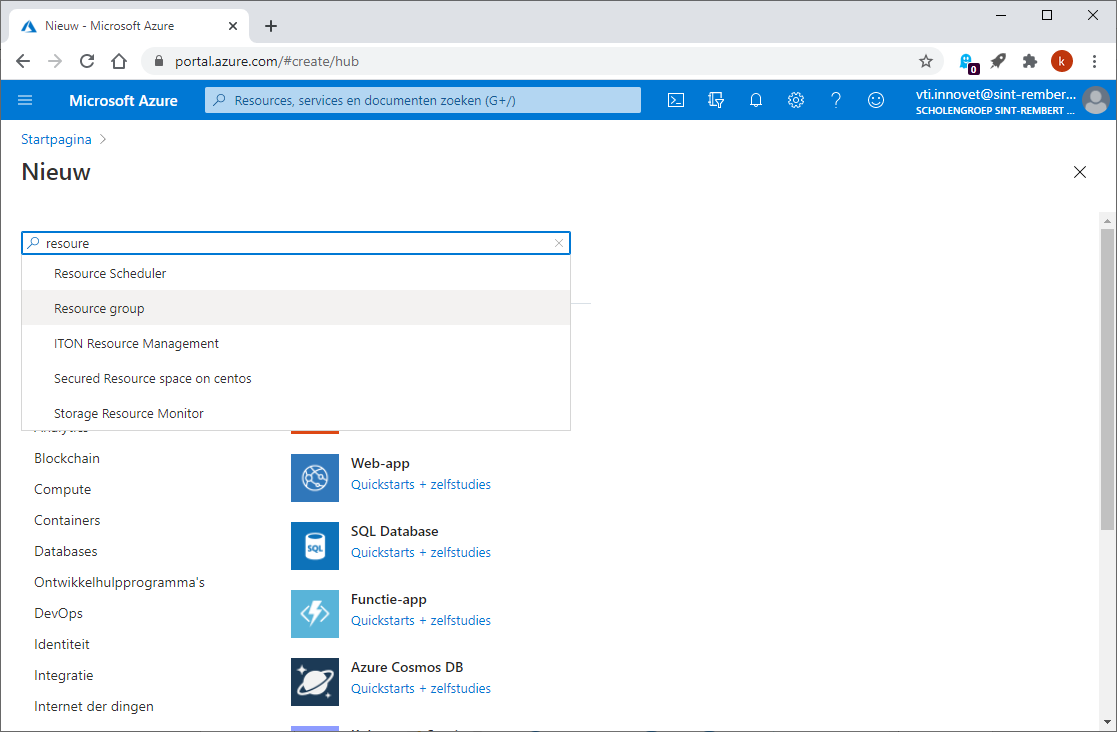 Nieuw - Microsoft Azure
portal.azure.com/#create/hub
0
k
Microsoft Azure
Resources, services en documenten zoeken (G+/)
vti.innovet@sint-rember...
SCHOLENGROEP SINT-REMBERT ...
Startpagina
Nieuw
resoure
Resource Scheduler
Resource group
ITON Resource Management
Secured Resource space on centos
Storage Resource Monitor
Analytics
Blockchain
Compute
Containers
Databases
Ontwikkelhulpprogramma's
DevOps
Identiteit
Integratie
Internet der dingen
Web-app
Quickstarts + zelfstudies
SQL
SQL Database
Quickstarts + zelfstudies
Functie-app
Quickstarts + zelfstudies
Azure Cosmos DB
Quickstarts + zelfstudies